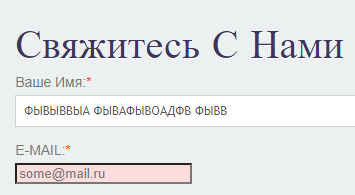 Свяжитесь С Нами
Ваше Имя:*
ФЫВЫВВЫА ФЫВАФЫВОАДФВ ФЫВВ
E-MAIL:*
some@mail.ru